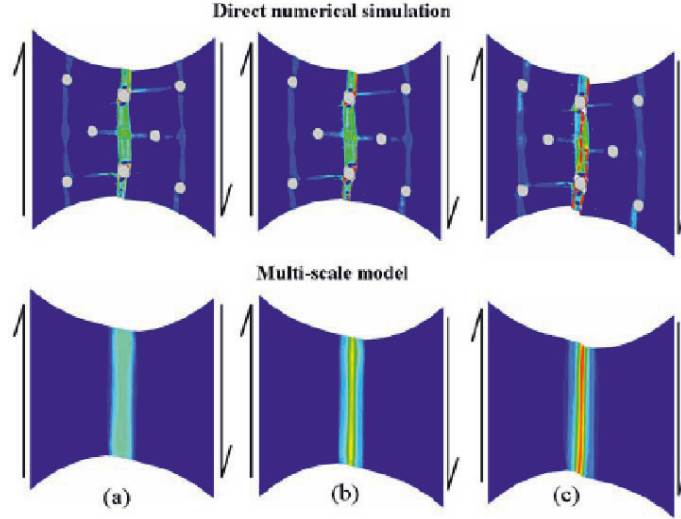 Direct numerical simulation
Multi-scale model
(a)
(b)
(c)